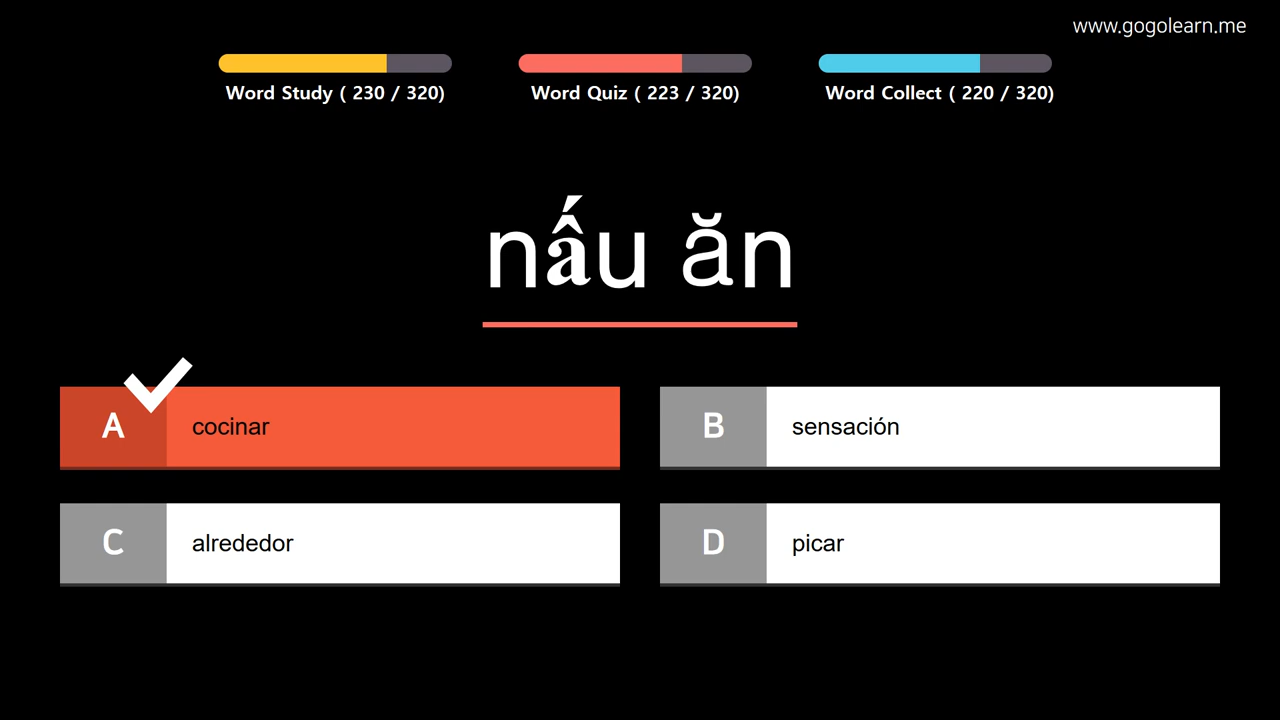 www.gogolearn.me
Word Study ( 230 / 320)
Word Quiz ( 223 / 320)
Word Collect ( 220 / 320)
nấu ăn
A cocinar
B sensación
C alrededor
D picar